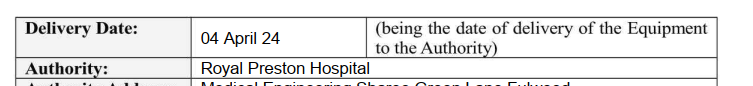 Delivery Date: 04 April 24 (being the date of delivery of the Equipment
to the Authority)
Authority: Royal Preston Hospital